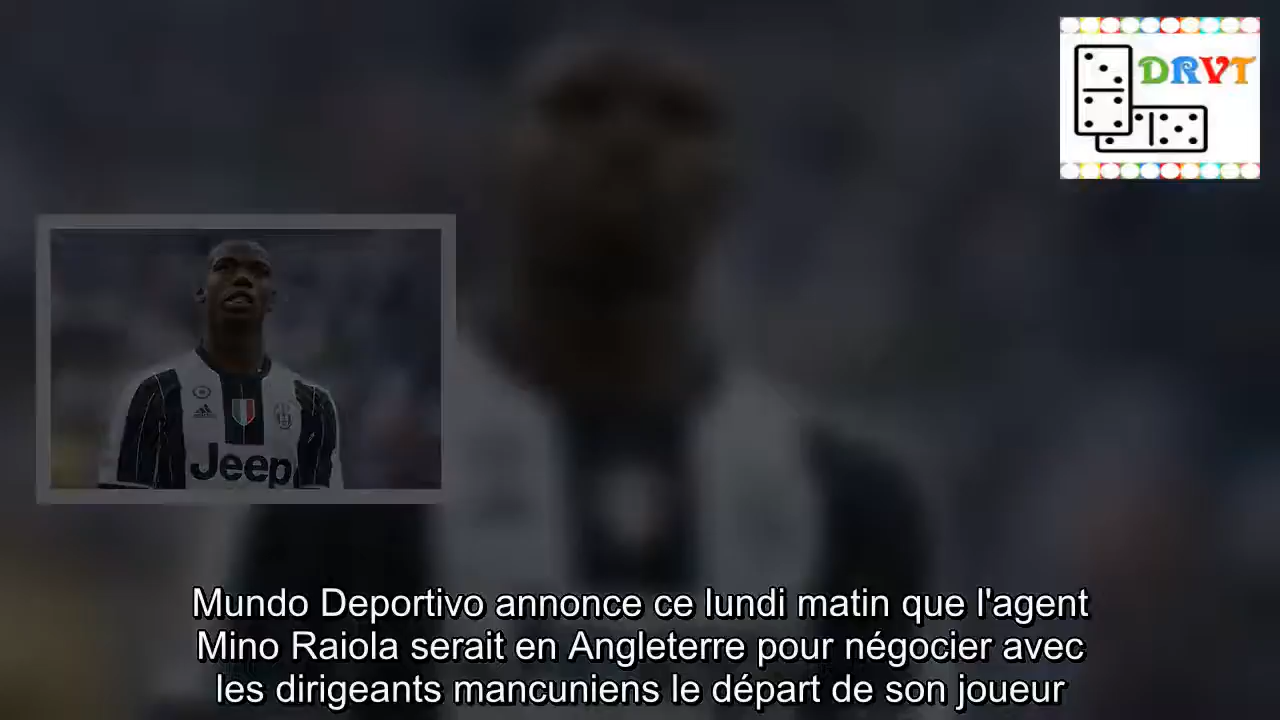 DRVT
Jeep
Mundo Deportivo annonce ce lundi matin que l'agent
Mino Raiola serait en Angleterre pour négocier avec
les dirigeants mancuniens le départ de son joueur